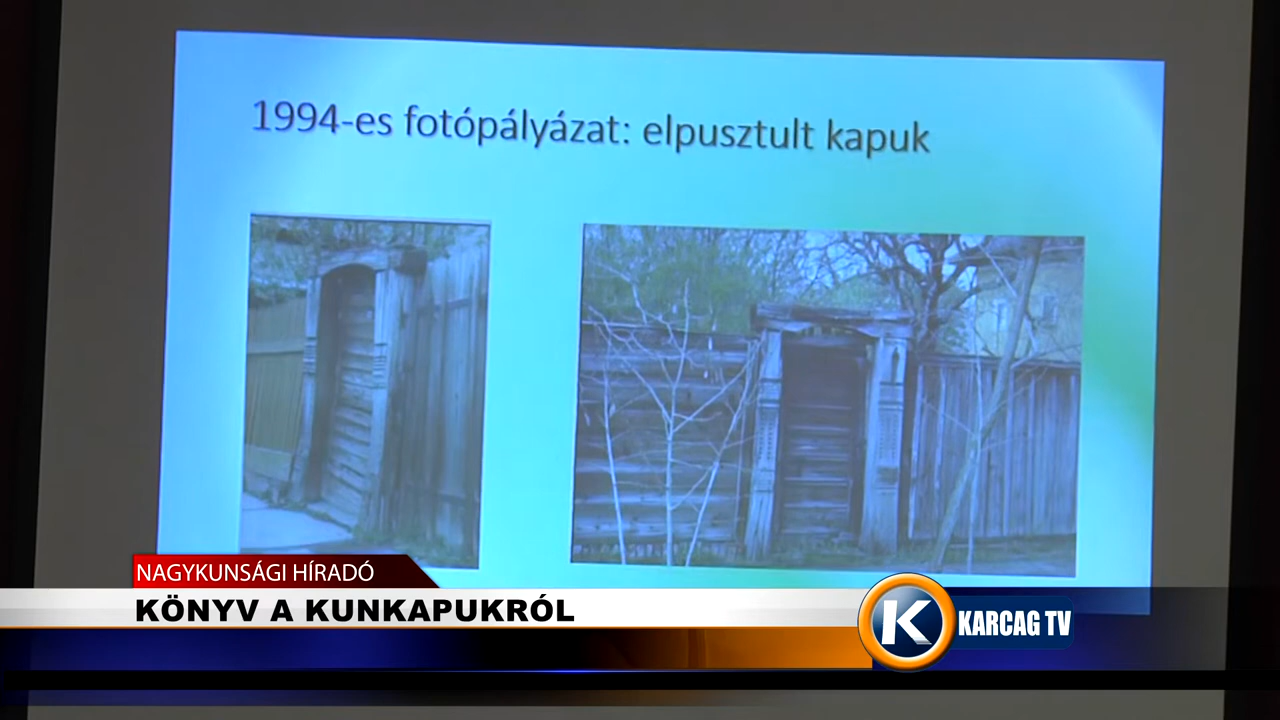 1994-es fotópályázat: elpusztult kapuk
NAGYKUNSÁGI HÍRADÓ
KÖNYV A KUNKAPUKRÓL
K KARCAG TV